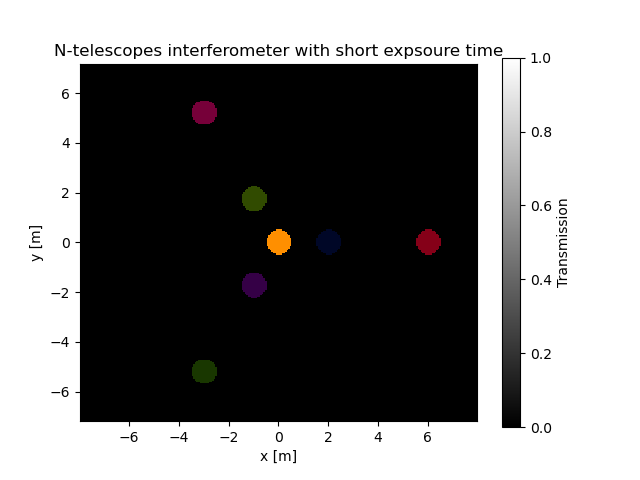 N-telescopes interferometer with short expsoure time
6
4
2
0
−2
−4
−6
y [m]
−6 −4 −2 0 2 4 6
x [m]
1.0
0.8
0.6
0.4
0.2
0.0
Transmission